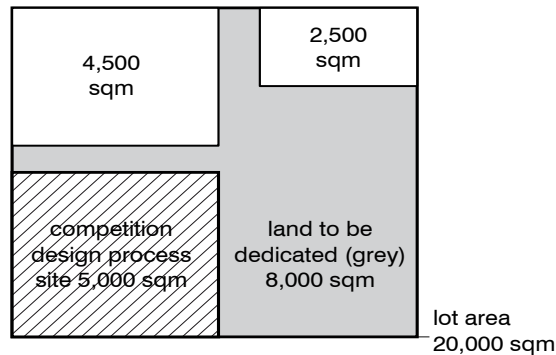 4,500
sqm
2,500
sqm
competition
design process
site 5,000 sqm
land to be
dedicated (grey)
8,000 sqm
lot area
20,000 sqm